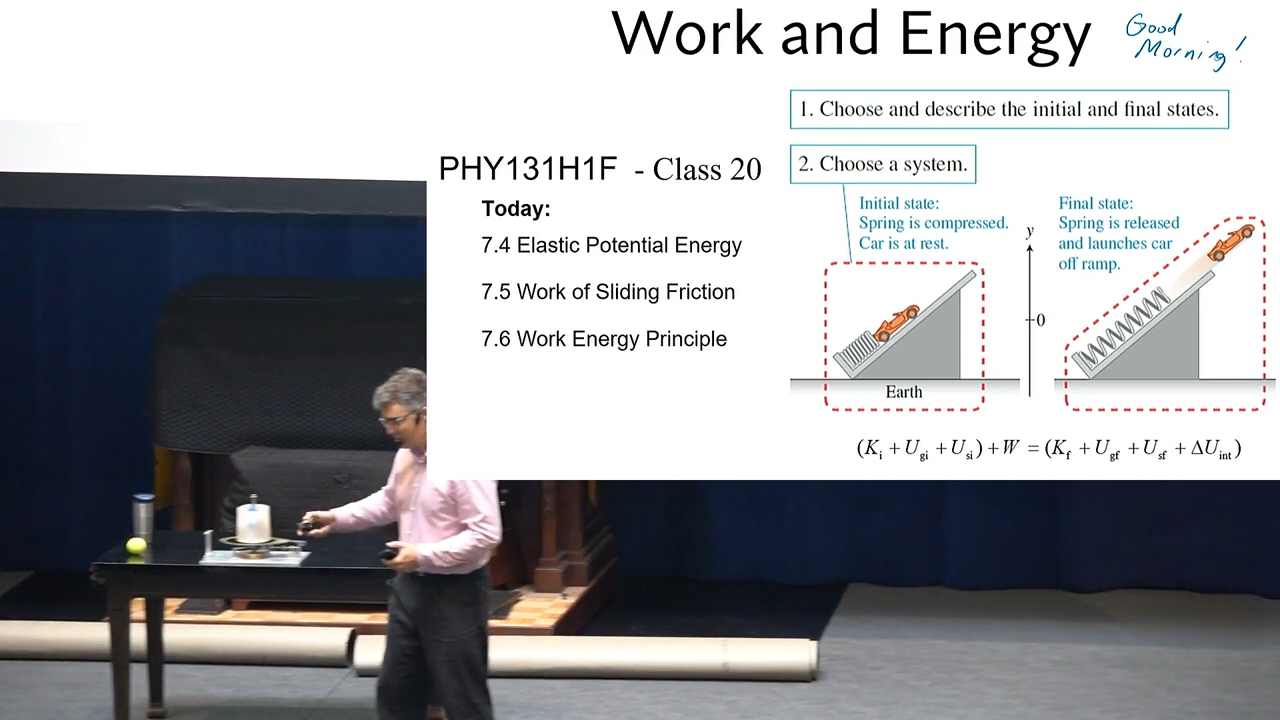 Work and Energy
Good
Morning!
1. Choose and describe the initial and final states.
PHY131H1F - Class 20
2. Choose a system.
Today:
7.4 Elastic Potential Energy
7.5 Work of Sliding Friction
7.6 Work Energy Principle
Initial state:
Spring is compressed.
Car is at rest.
y
0
Earth
Final state:
Spring is released
and launches car
off ramp.
(K_i + U_gi + U_si) + W = (K_f + U_gf + U_sf + ΔU_int)